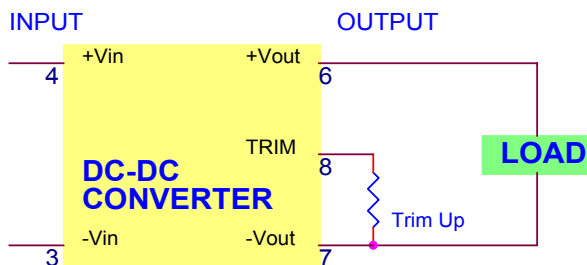 INPUT
OUTPUT
+Vin
+Vout
4
6
TRIM
8
DC-DC
CONVERTER
LOAD
Trim Up
-Vin
-Vout
3
7